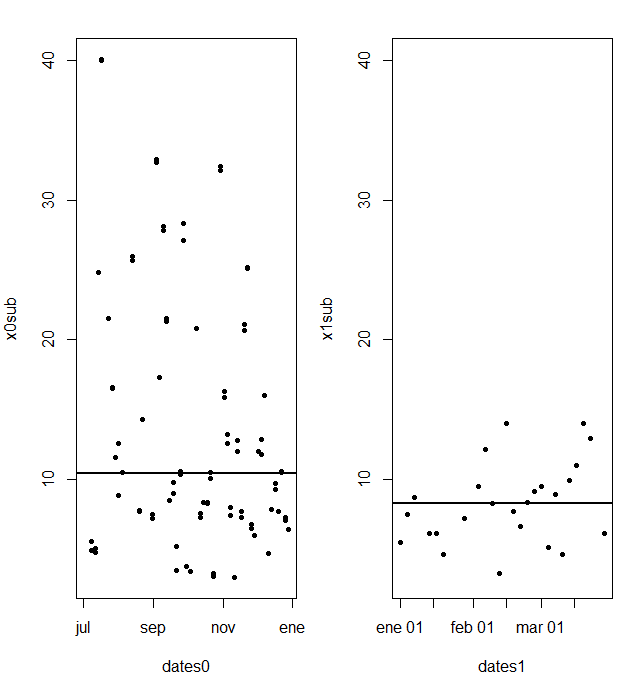 40
30
20
10
x0sub
jul sep nov ene
dates0
40
30
20
10
x1sub
ene 01 feb 01 mar 01
dates1